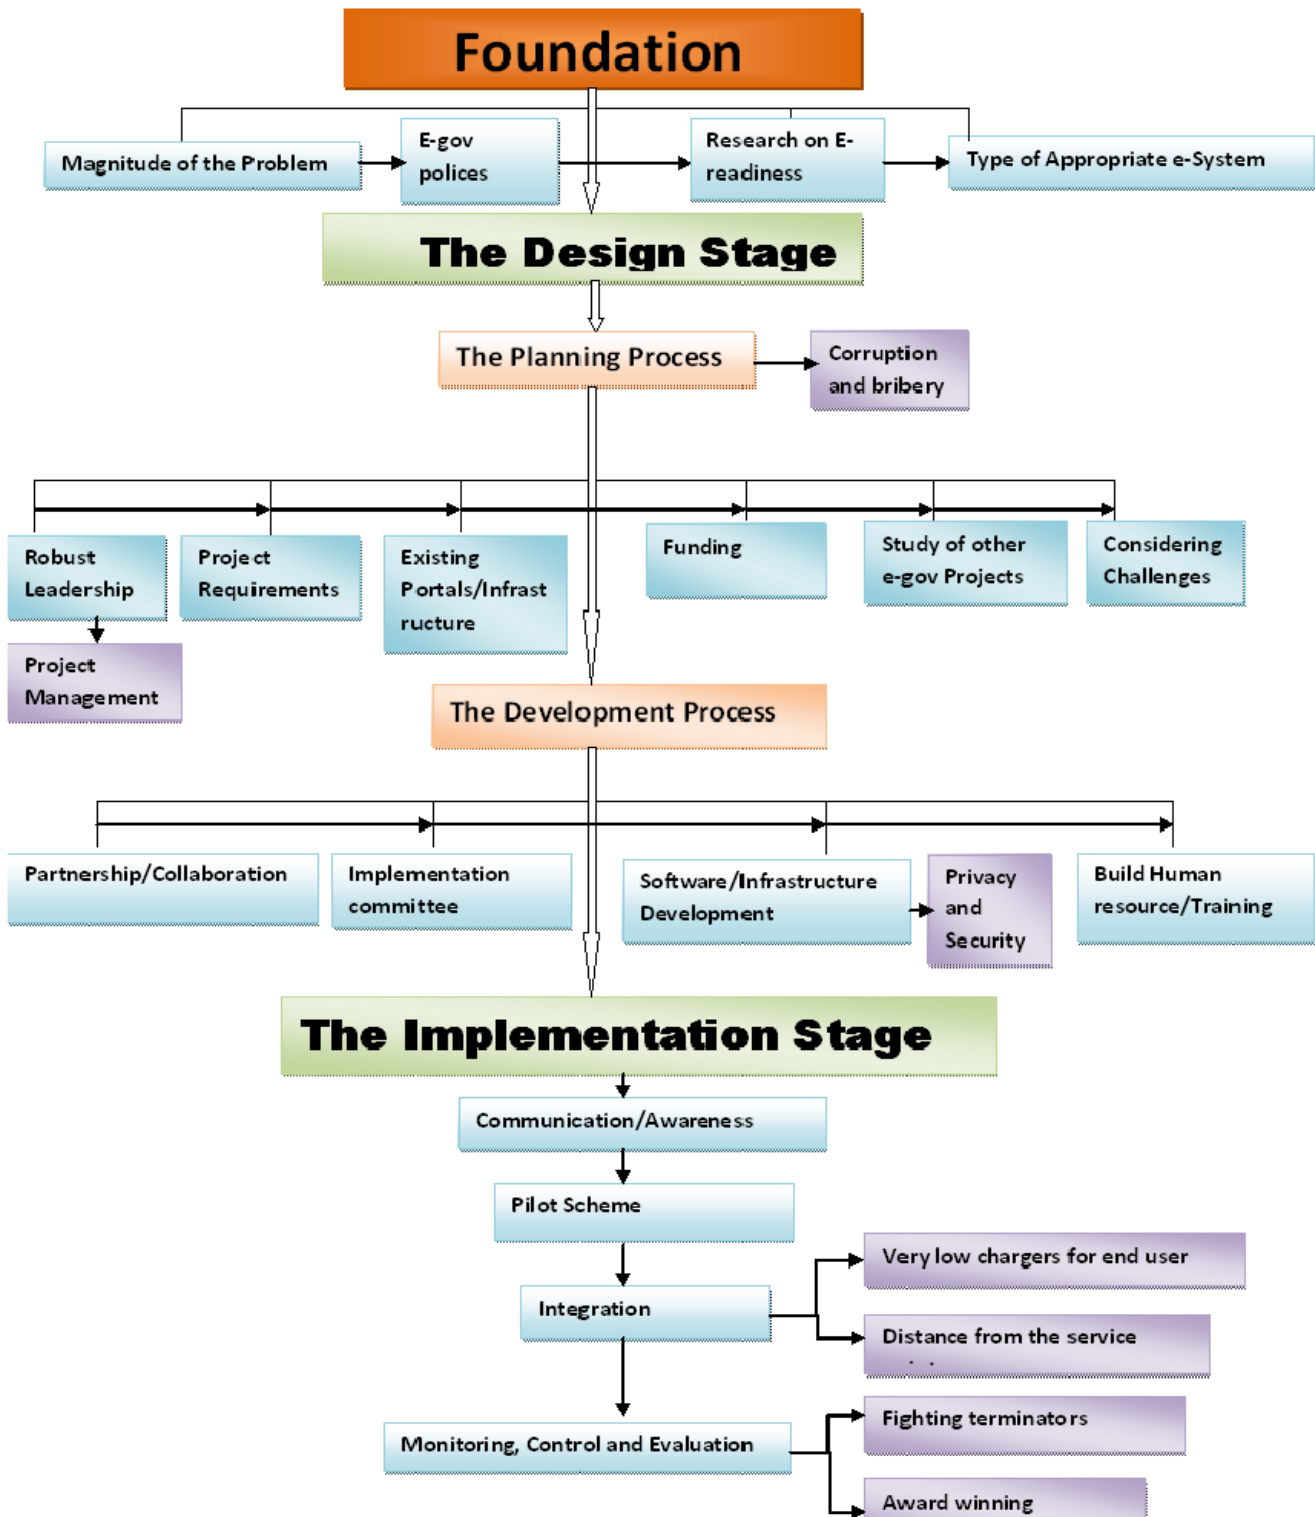 Foundation
Magnitude of the Problem
E-gov
polices
Research on E-
readiness
Type of Appropriate e-System
The Design Stage
The Planning Process
Corruption
and bribery
Robust
Leadership
Project
Requirements
Existing
Portals/Infrast
ructure
Funding
Study of other
e-gov Projects
Considering
Challenges
Project
Management
The Development Process
Partnership/Collaboration
Implementation
committee
Software/Infrastructure
Development
Privacy
and
Security
Build Human
resource/Training
The Implementation Stage
Communication/Awareness
Pilot Scheme
Integration
Very low chargers for end user
Distance from the service
Monitoring, Control and Evaluation
Fighting terminators
Award winning